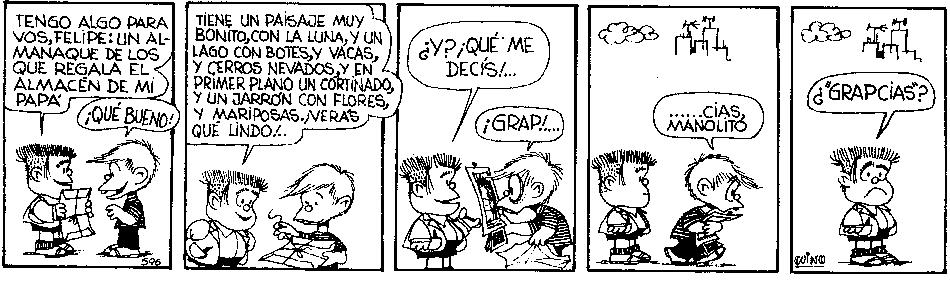 TENGO ALGO PARA
VOS, FELIPE: UN AL-
MANAQUE DE LOS
QUE REGALA EL
ALMACÉN DE MI
PAPÁ
¡QUÉ BUENO!
596
TIENE UN PAISAJE MUY
BONITO, CON LA LUNA, Y UN
LAGO CON BOTES, Y VACAS,
Y CERROS NEVADOS, Y EN
PRIMER PLANO UN CORTINADO,
Y UN JARRÓN CON FLORES,
Y MARIPOSAS, ¡VERÁS
QUÉ LINDO!..
¿Y? ¡QUÉ ME
DECÍS!...
¡GRAP!...
......CIAS,
MANOLITO
¿"GRAPCIAS"?
QUINO